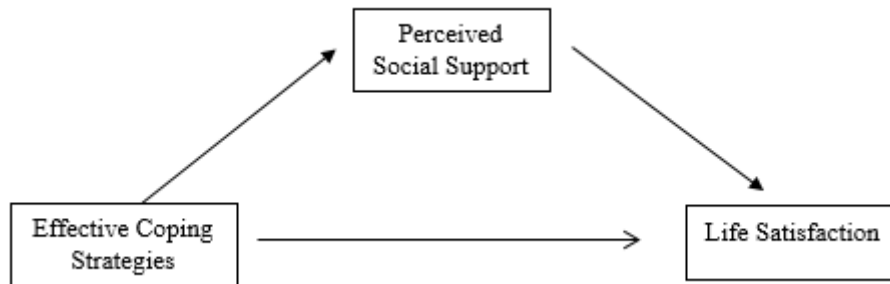 Perceived
Social Support
Effective Coping
Strategies
Life Satisfaction